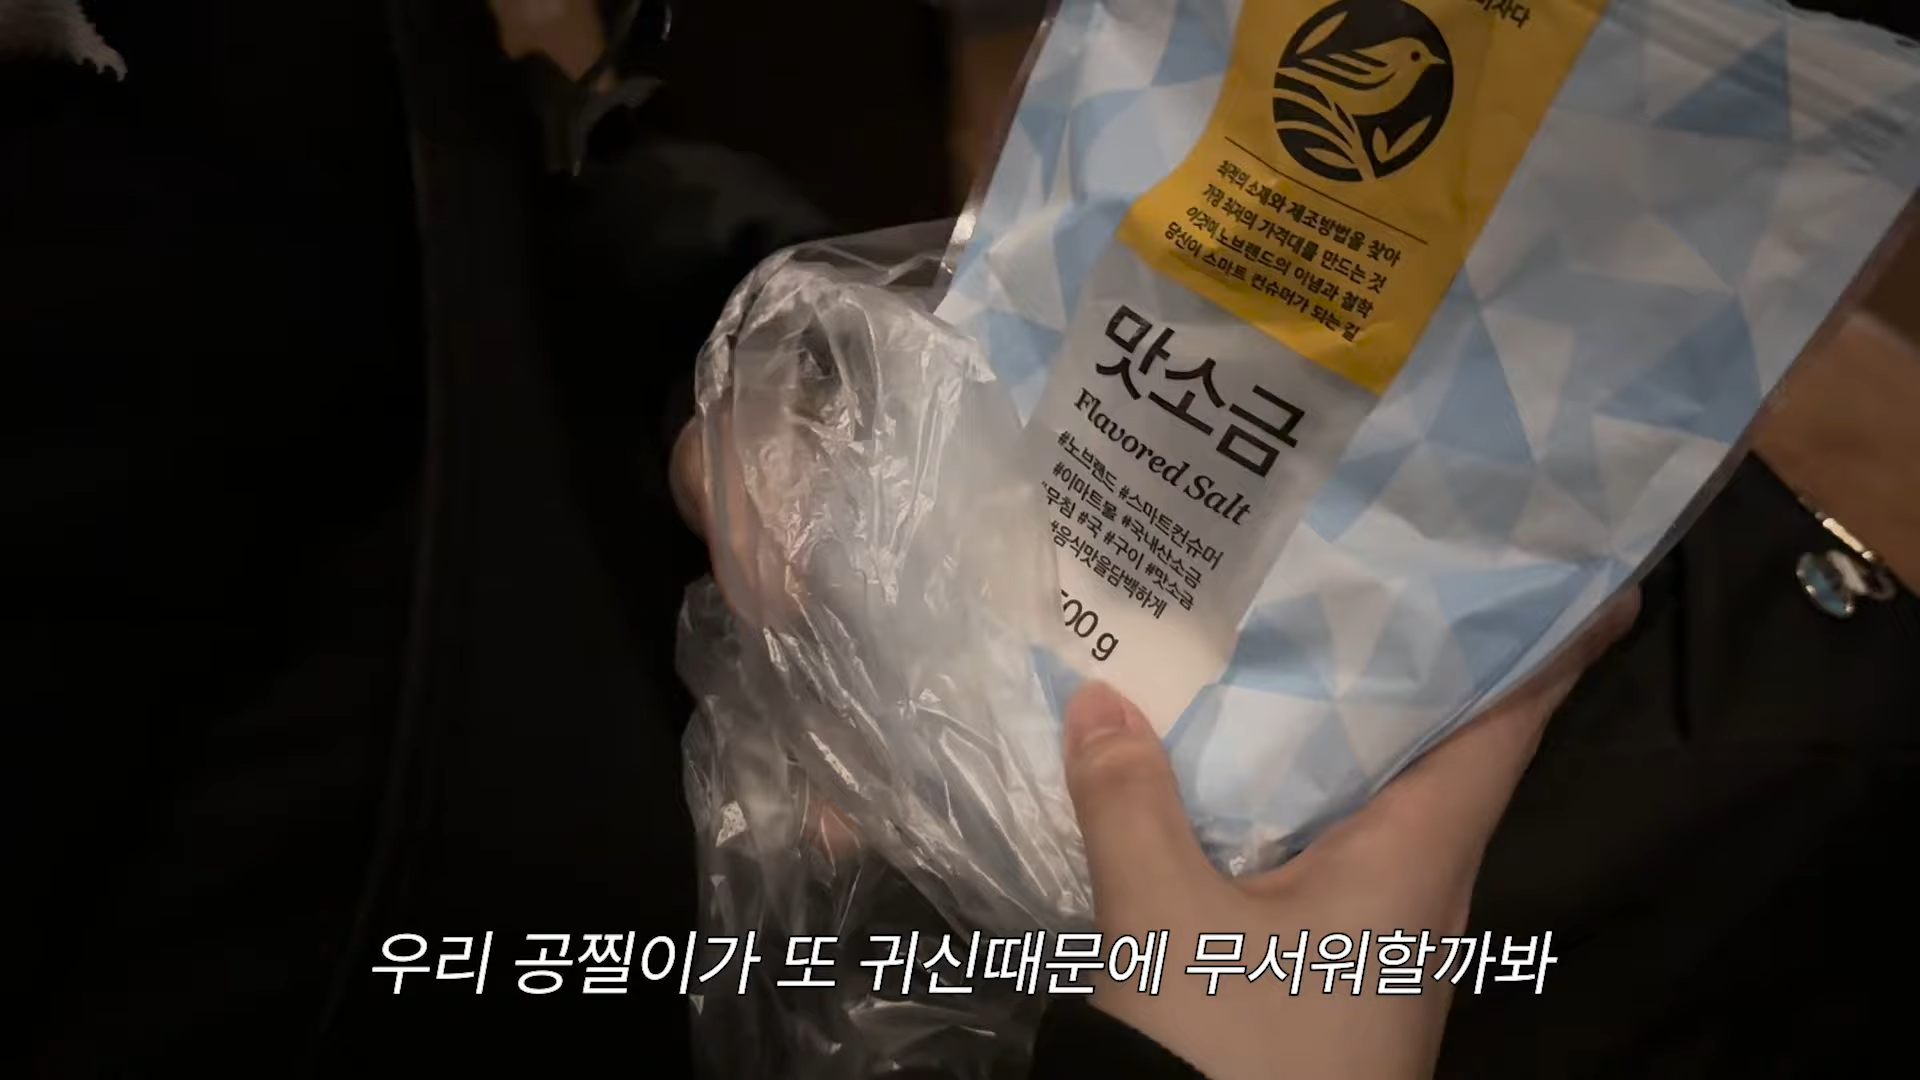 최적의 소재와 제조방법을 찾아
가장 최저의 가격대를 만드는 것
이것이 노브랜드의 이념과 철학
당신이 스마트 컨슈머가 되는 길
맛소금
Flavored Salt
#노브랜드 #스마트컨슈머
#이마트몰 #국내산소금
#무침 #국 #구이 #맛소금
#음식맛을담백하게
00 g
우리 공찔이가 또 귀신때문에 무서워할까봐